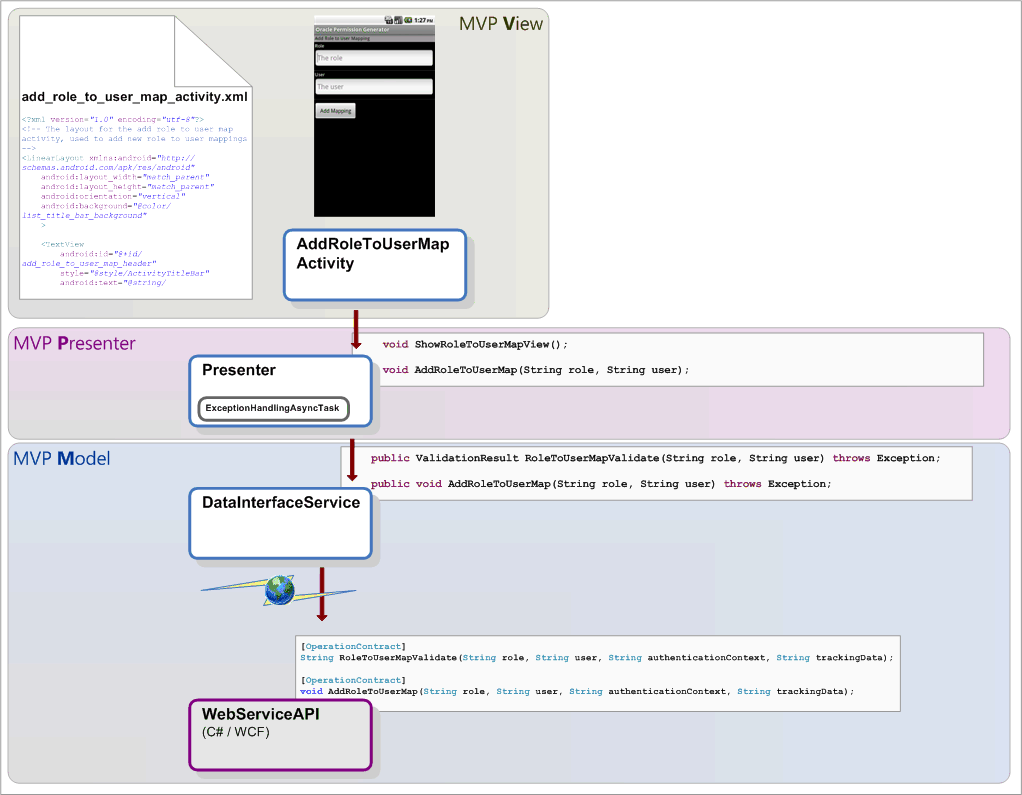 MVP View
1:27 PM
Oracle Permission Generator
Add Role to User Mapping
Role
The role
User
The user
Add Mapping
add_role_to_user_map_activity.xml
<?xml version="1.0" encoding="utf-8"?>
<!-- The layout for the add role to user map
activity, used to add new role to user mappings
-->
<LinearLayout xmlns:android="http://
schemas.android.com/apk/res/android"
android:layout_width="match_parent"
android:layout_height="match_parent"
android:orientation="vertical"
android:background="@color/
list_title_bar_background"
>
<TextView
android:id="@+id/
add_role_to_user_map_header"
style="@style/ActivityTitleBar"
android:text="@string/
AddRoleToUserMap
Activity
MVP Presenter
void ShowRoleToUserMapView();
void AddRoleToUserMap(String role, String user);
Presenter
ExceptionHandlingAsyncTask
MVP Model
public ValidationResult RoleToUserMapValidate(String role, String user) throws Exception;
public void AddRoleToUserMap(String role, String user) throws Exception;
DataInterfaceService
[OperationContract]
String RoleToUserMapValidate(String role, String user, String authenticationContext, String trackingData);
[OperationContract]
void AddRoleToUserMap(String role, String user, String authenticationContext, String trackingData);
WebServiceAPI
(C# / WCF)